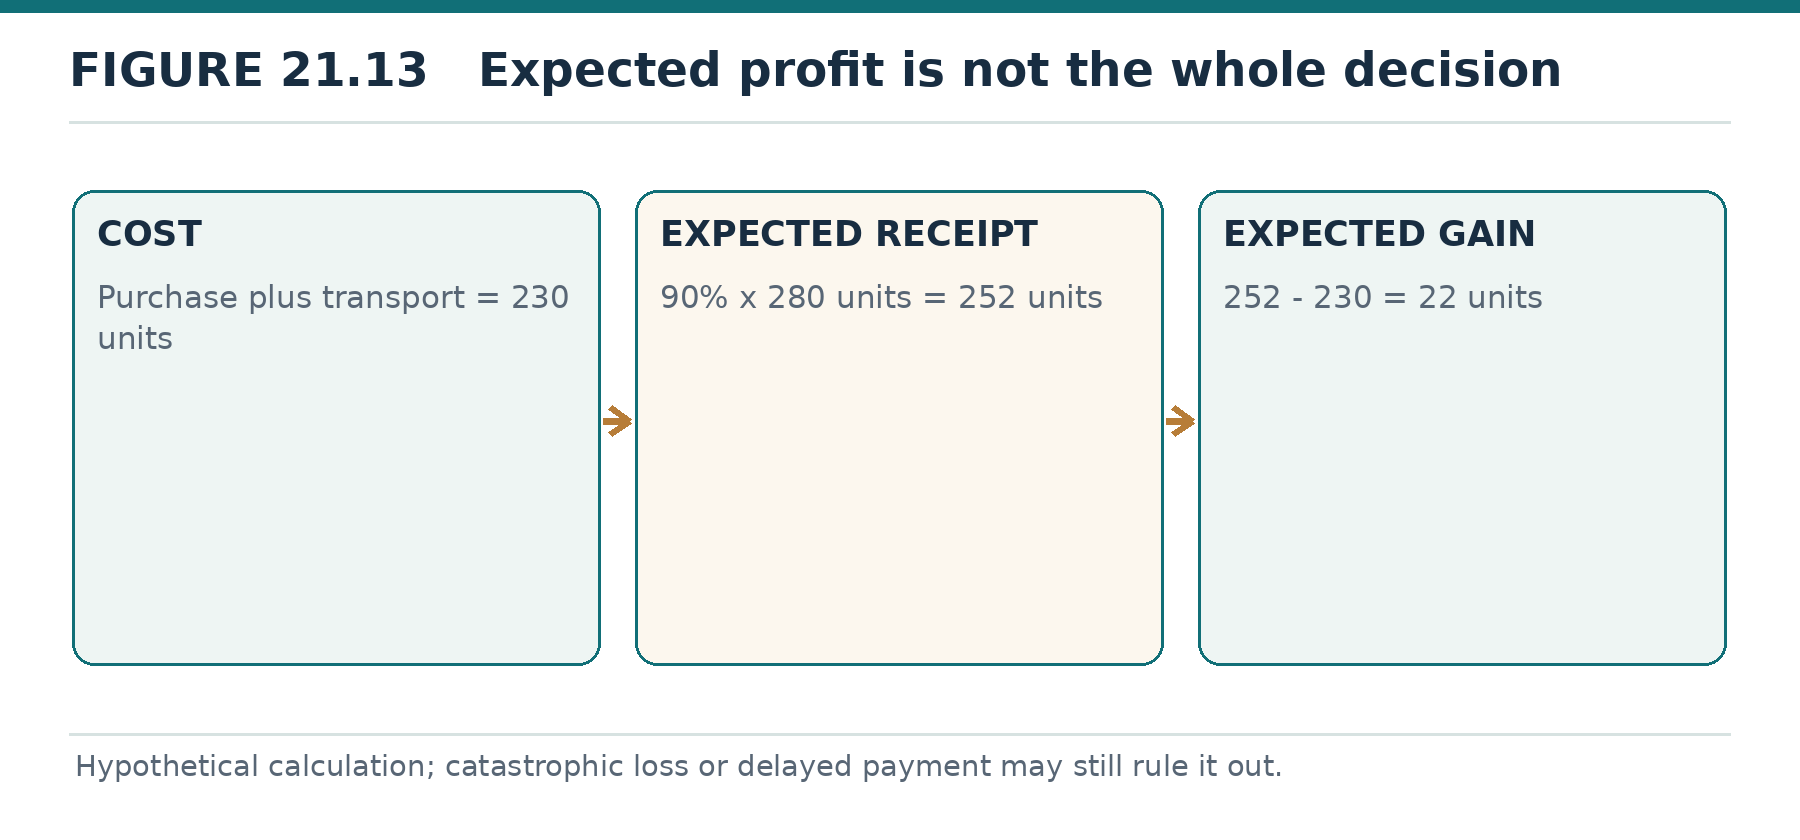 FIGURE 21.13 Expected profit is not the whole decision
COST
Purchase plus transport = 230
units
EXPECTED RECEIPT
90% x 280 units = 252 units
EXPECTED GAIN
252 - 230 = 22 units
Hypothetical calculation; catastrophic loss or delayed payment may still rule it out.